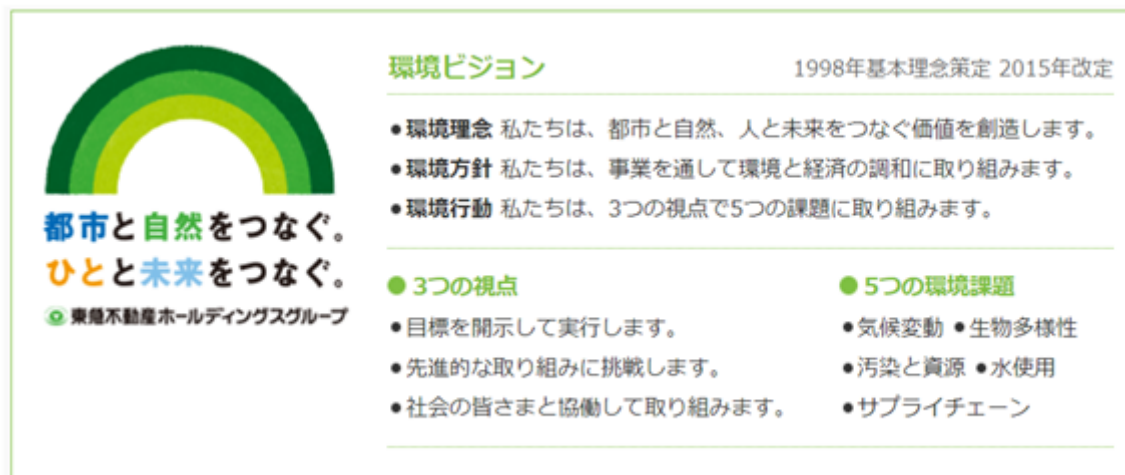 都市と自然をつなぐ。
ひとと未来をつなぐ。
東急不動産ホールディングスグループ
環境ビジョン 1998年基本理念策定 2015年改定
●環境理念 私たちは、都市と自然、人と未来をつなぐ価値を創造します。
●環境方針 私たちは、事業を通して環境と経済の調和に取り組みます。
●環境行動 私たちは、3つの視点で5つの課題に取り組みます。
●3つの視点
●目標を開示して実行します。
●先進的な取り組みに挑戦します。
●社会の皆さまと協働して取り組みます。
●5つの環境課題
●気候変動 ●生物多様性
●汚染と資源 ●水使用
●サプライチェーン